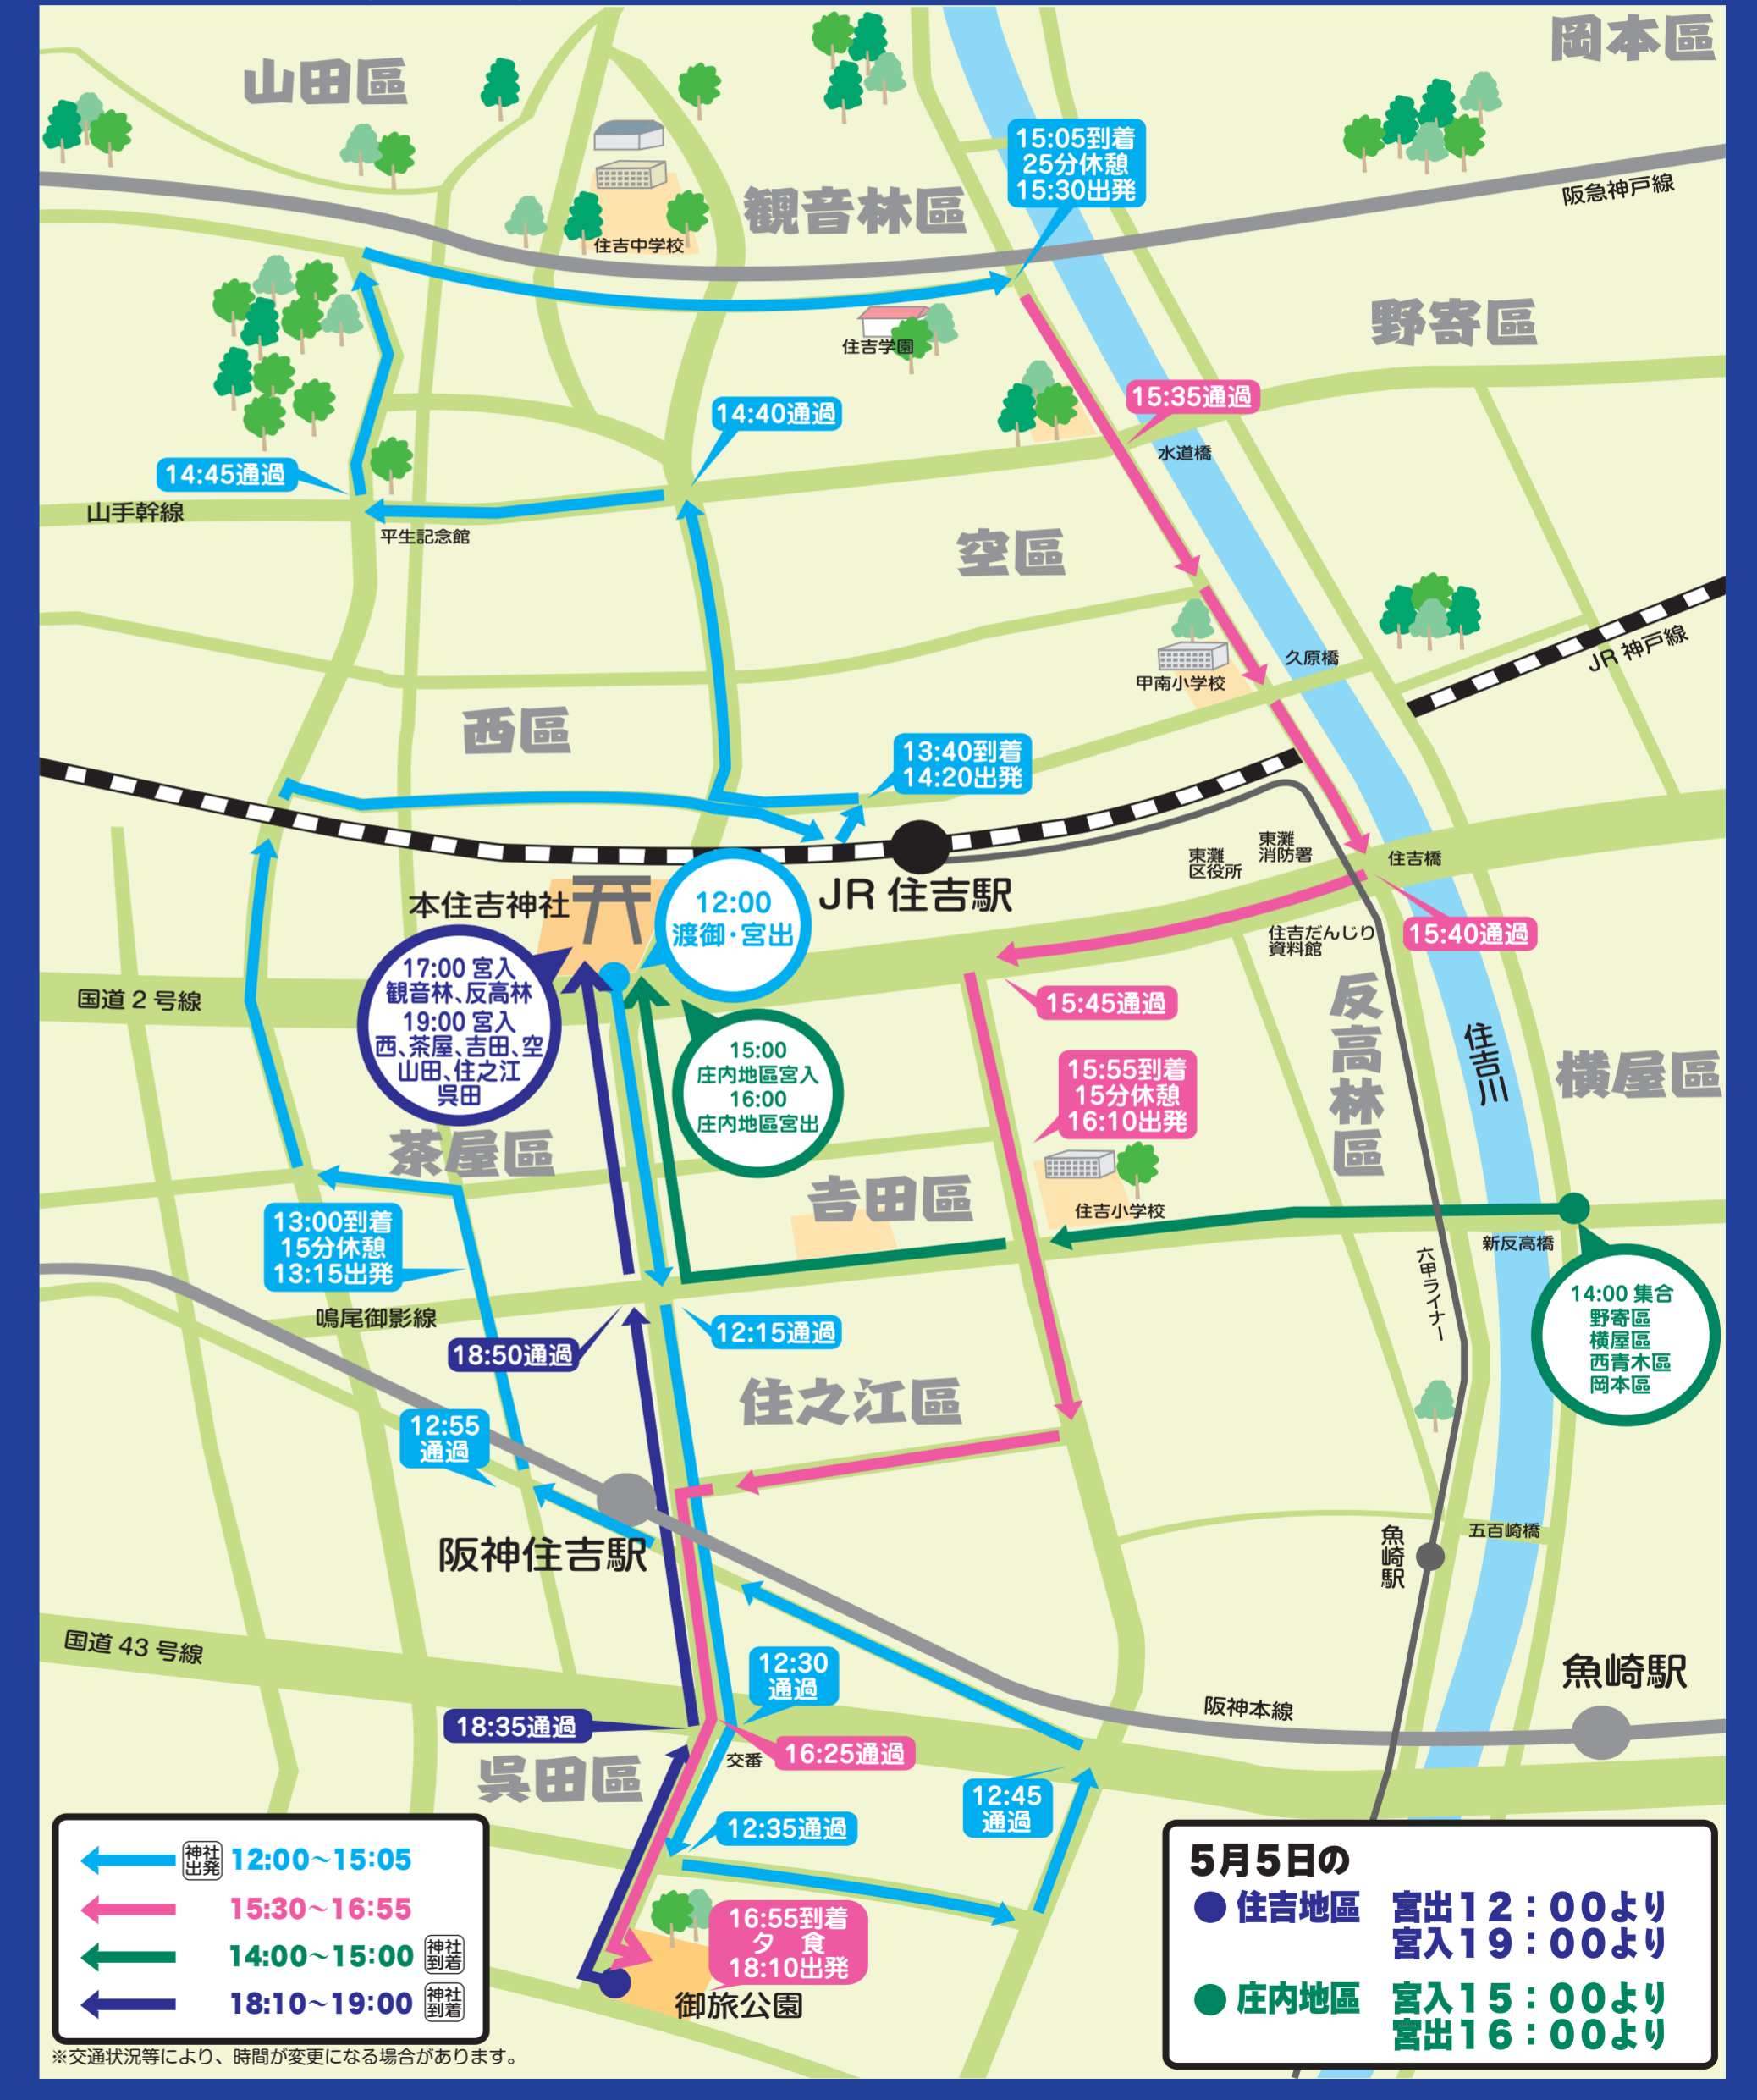 山田區
岡本區
15:05到着
25分休憩
15:30出発
阪急神戸線
観音林區
住吉中学校
野寄區
住吉学園
15:35通過
14:40通過
水道橋
14:45通過
山手幹線
平生記念館
空區
久原橋
JR 神戸線
甲南小学校
西區
13:40到着
14:20出発
東灘
消防署
東灘
区役所
住吉橋
本住吉神社
12:00
渡御・宮出
JR 住吉駅
住吉だんじり
資料館
15:40通過
17:00 宮入
観音林、反高林
19:00 宮入
西、茶屋、吉田、空
山田、住之江
呉田
国道 2 号線
15:45通過
反高林區
住吉川
横屋區
15:00
庄内地區宮入
16:00
庄内地區宮出
15:55到着
15分休憩
16:10出発
茶屋區
吉田區
住吉小学校
13:00到着
15分休憩
13:15出発
新反高橋
六甲ライナー
14:00 集合
野寄區
横屋區
西青木區
岡本區
鳴尾御影線
12:15通過
18:50通過
住之江區
12:55
通過
阪神住吉駅
五百崎橋
魚崎駅
国道 43 号線
12:30
通過
魚崎駅
阪神本線
18:35通過
交番
16:25通過
呉田區
12:45
通過
12:35通過
神社
出発
12:00～15:05
15:30～16:55
14:00～15:00
神社
到着
18:10～19:00
神社
到着
※交通状況等により、時間が変更になる場合があります。
16:55到着
夕　食
18:10出発
御旅公園
5月5日の
住吉地區　宮出12：00より
宮入19：00より
庄内地區　宮入15：00より
宮出16：00より